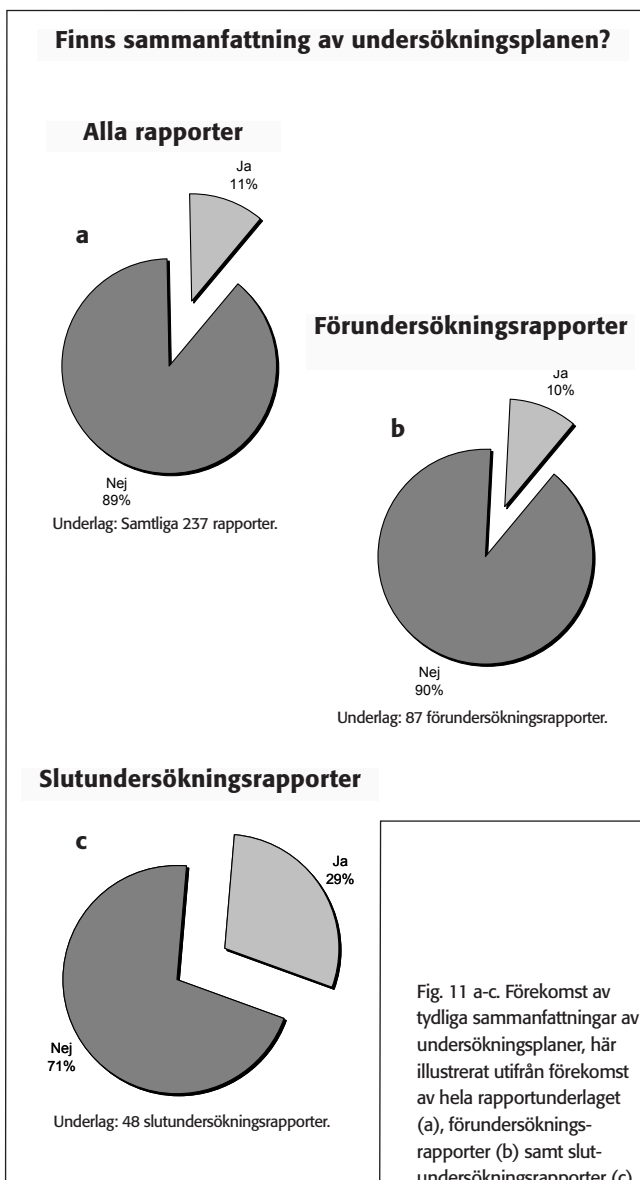 Finns sammanfattning av undersökningsplanen?
Alla rapporter
Ja
11%
a
Nej
89%
Underlag: Samtliga 237 rapporter.
Förundersökningsrapporter
Ja
10%
b
Nej
90%
Underlag: 87 förundersökningsrapporter.
Slutundersökningsrapporter
c
Ja
29%
Nej
71%
Underlag: 48 slutundersökningsrapporter.
Fig. 11 a-c. Förekomst av
tydliga sammanfattningar av
undersökningsplaner, här
illustrerat utifrån förekomst
av hela rapportunderlaget
(a), förundersöknings-
rapporter (b) samt slut-
undersökningsrapporter (c)